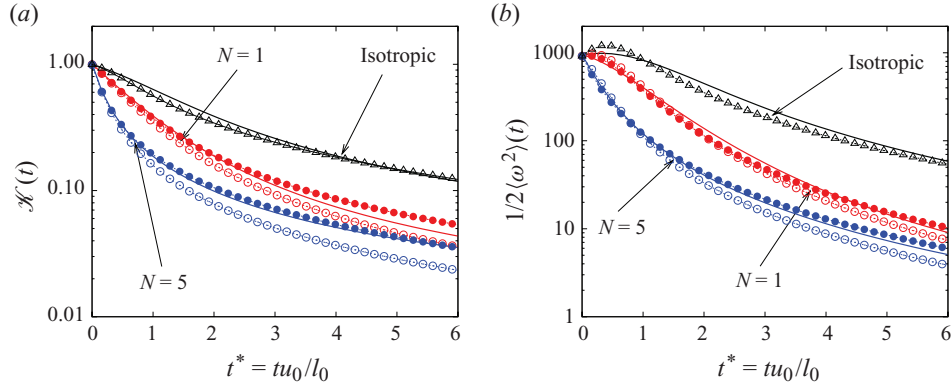 (a)
1.00
0.10
0.01
𝒦(t)
N = 1
Isotropic
N = 5
0 1 2 3 4 5 6
t* = tu₀/l₀
(b)
1000
100
10
1
1/2⟨ω²⟩(t)
Isotropic
N = 5
N = 1
0 1 2 3 4 5 6
t* = tu₀/l₀